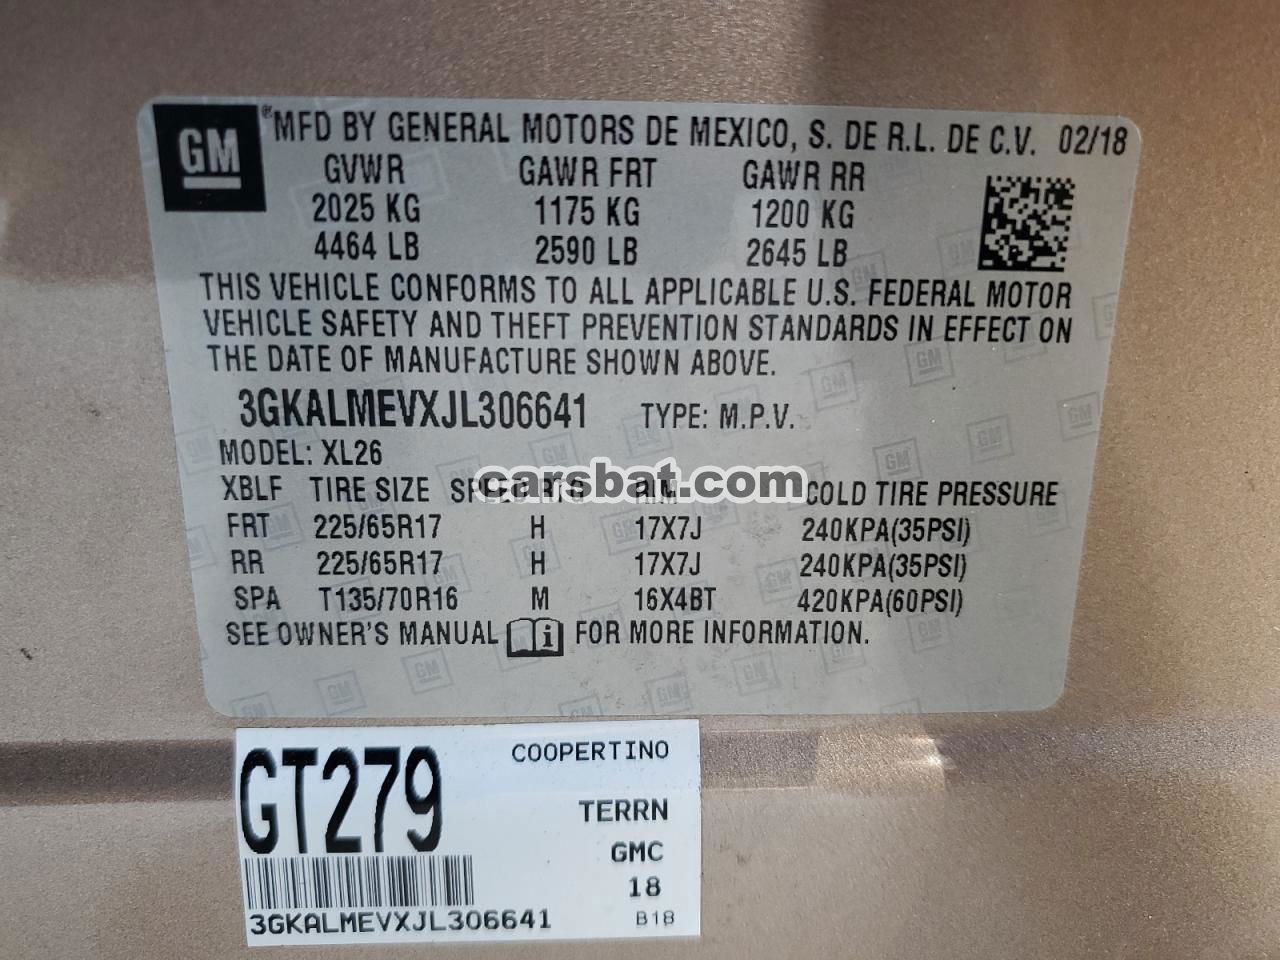 GM
® MFD BY GENERAL MOTORS DE MEXICO, S. DE R.L. DE C.V. 02/18
GVWR GAWR FRT GAWR RR
2025 KG 1175 KG 1200 KG
4464 LB 2590 LB 2645 LB
THIS VEHICLE CONFORMS TO ALL APPLICABLE U.S. FEDERAL MOTOR
VEHICLE SAFETY AND THEFT PREVENTION STANDARDS IN EFFECT ON
THE DATE OF MANUFACTURE SHOWN ABOVE.
3GKALMEVXJL306641 TYPE: M.P.V.
MODEL: XL26
carsbat.com
XBLF TIRE SIZE SPEED RTG RIM COLD TIRE PRESSURE
FRT 225/65R17 H 17X7J 240KPA(35PSI)
RR 225/65R17 H 17X7J 240KPA(35PSI)
SPA T135/70R16 M 16X4BT 420KPA(60PSI)
SEE OWNER'S MANUAL i FOR MORE INFORMATION.
GT279 COOPERTINO
TERRN
GMC
18
3GKALMEVXJL306641 B18